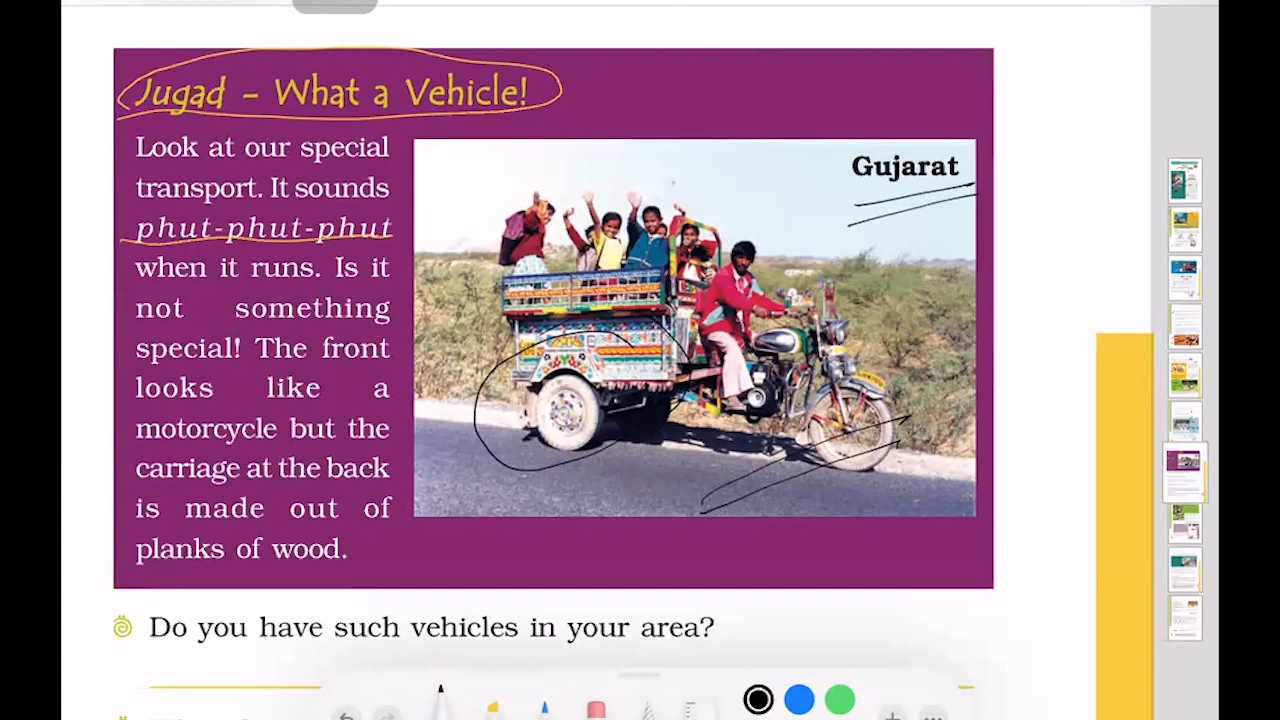 Jugad – What a Vehicle!
Look at our special
transport. It sounds
phut-phut-phut
when it runs. Is it
not something
special! The front
looks like a
motorcycle but the
carriage at the back
is made out of
planks of wood.
Gujarat
Do you have such vehicles in your area?